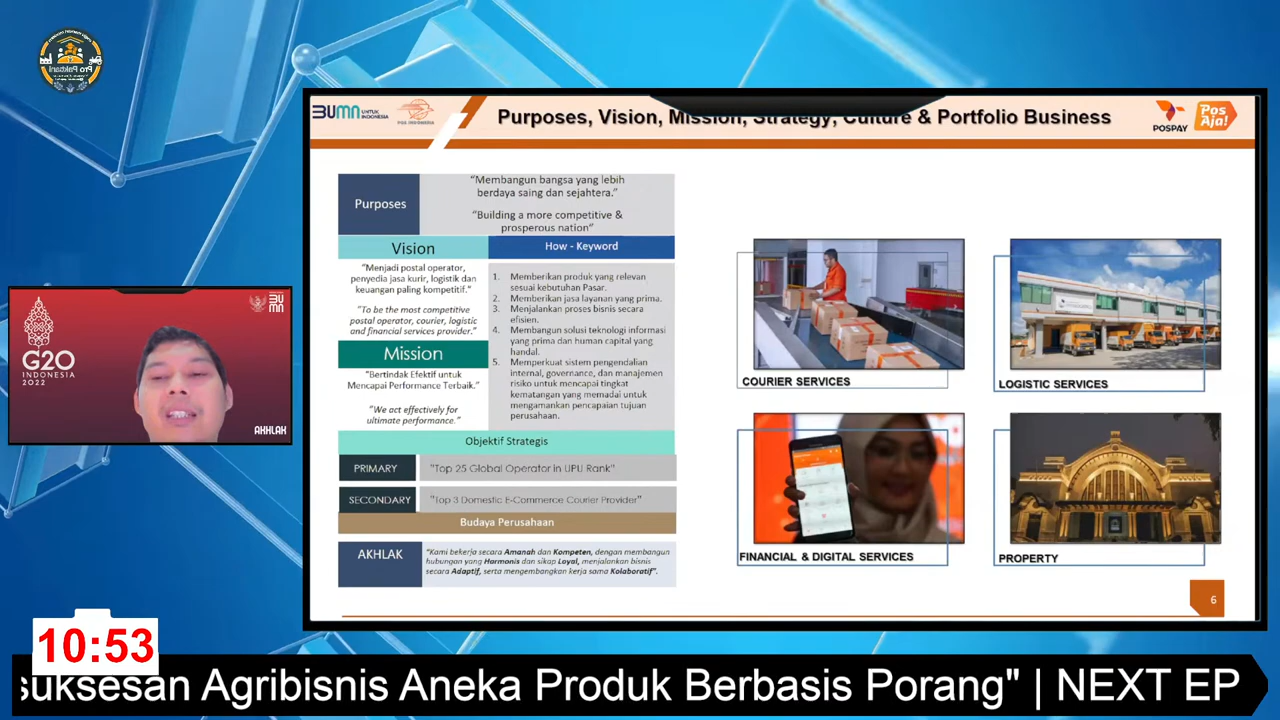 BUMN UNTUK INDONESIA
POS INDONESIA
Purposes, Vision, Mission, Strategy, Culture & Portfolio Business
POSPAY
Pos Aja!
Purposes
“Membangun bangsa yang lebih
berdaya saing dan sejahtera.”
“Building a more competitive &
prosperous nation”
Vision
“Menjadi postal operator,
penyedia jasa kurir, logistik dan
keuangan paling kompetitif.”
“To be the most competitive
postal operator, courier, logistic
and financial services provider.”
Mission
“Bertindak Efektif untuk
Mencapai Performance Terbaik.”
“We act effectively for
ultimate performance.”
How - Keyword
1. Memberikan produk yang relevan
sesuai kebutuhan Pasar.
2. Memberikan jasa layanan yang prima.
3. Menjalankan proses bisnis secara
efisien.
4. Membangun solusi teknologi informasi
yang prima dan human capital yang
handal.
5. Memperkuat sistem pengendalian
internal, governance, dan manajemen
risiko untuk mencapai tingkat
kematangan yang memadai untuk
mengamankan pencapaian tujuan
perusahaan.
Objektif Strategis
PRIMARY
"Top 25 Global Operator in UPU Rank"
SECONDARY
"Top 3 Domestic E-Commerce Courier Provider"
Budaya Perusahaan
AKHLAK
“Kami bekerja secara Amanah dan Kompeten, dengan membangun
hubungan yang Harmonis dan sikap Loyal, menjalankan bisnis
secara Adaptif, serta mengembangkan kerja sama Kolaboratif”.
COURIER SERVICES
LOGISTIC SERVICES
FINANCIAL & DIGITAL SERVICES
PROPERTY
6
G20
INDONESIA
2022
BUMN
AKHLAK
Pro Paktani
10:53
suksesan Agribisnis Aneka Produk Berbasis Porang" | NEXT EP